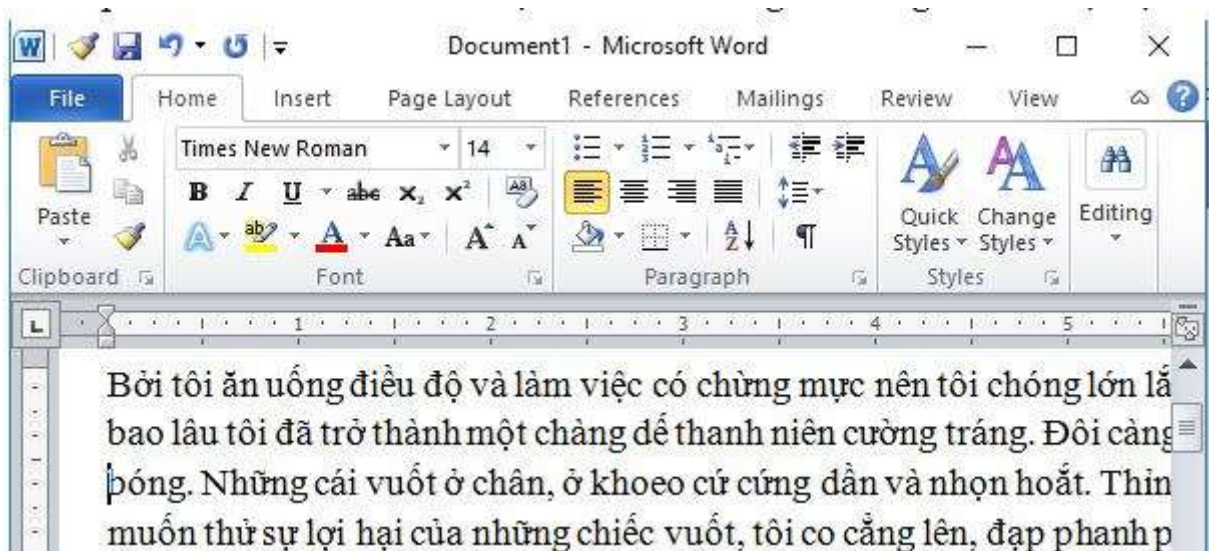 Document1 - Microsoft Word
File Home Insert Page Layout References Mailings Review View
Times New Roman 14
B I U abc X₂ X² AB
Paste A ab A Aa A A A Z ¶ Quick Styles Change Styles Editing
Clipboard Font Paragraph Styles
1 2 3 4 5
Bởi tôi ăn uống điều độ và làm việc có chừng mực nên tôi chóng lớn lắ
bao lâu tôi đã trở thành một chàng dế thanh niên cường tráng. Đôi càng
bóng. Những cái vuốt ở chân, ở khoeo cứ cứng dần và nhọn hoắt. Thin
muốn thử sự lợi hại của những chiếc vuốt, tôi co cẳng lên, đạp phanh p